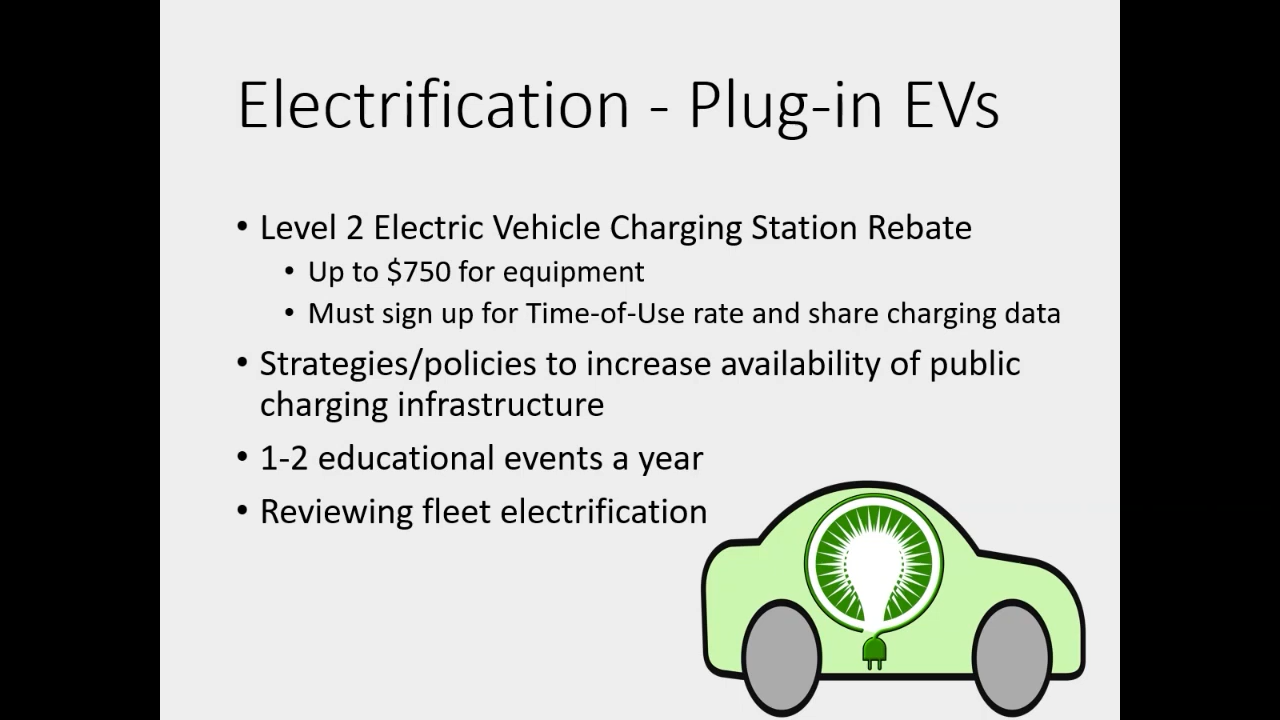 Electrification - Plug-in EVs
• Level 2 Electric Vehicle Charging Station Rebate
• Up to $750 for equipment
• Must sign up for Time-of-Use rate and share charging data
• Strategies/policies to increase availability of public
charging infrastructure
• 1-2 educational events a year
• Reviewing fleet electrification